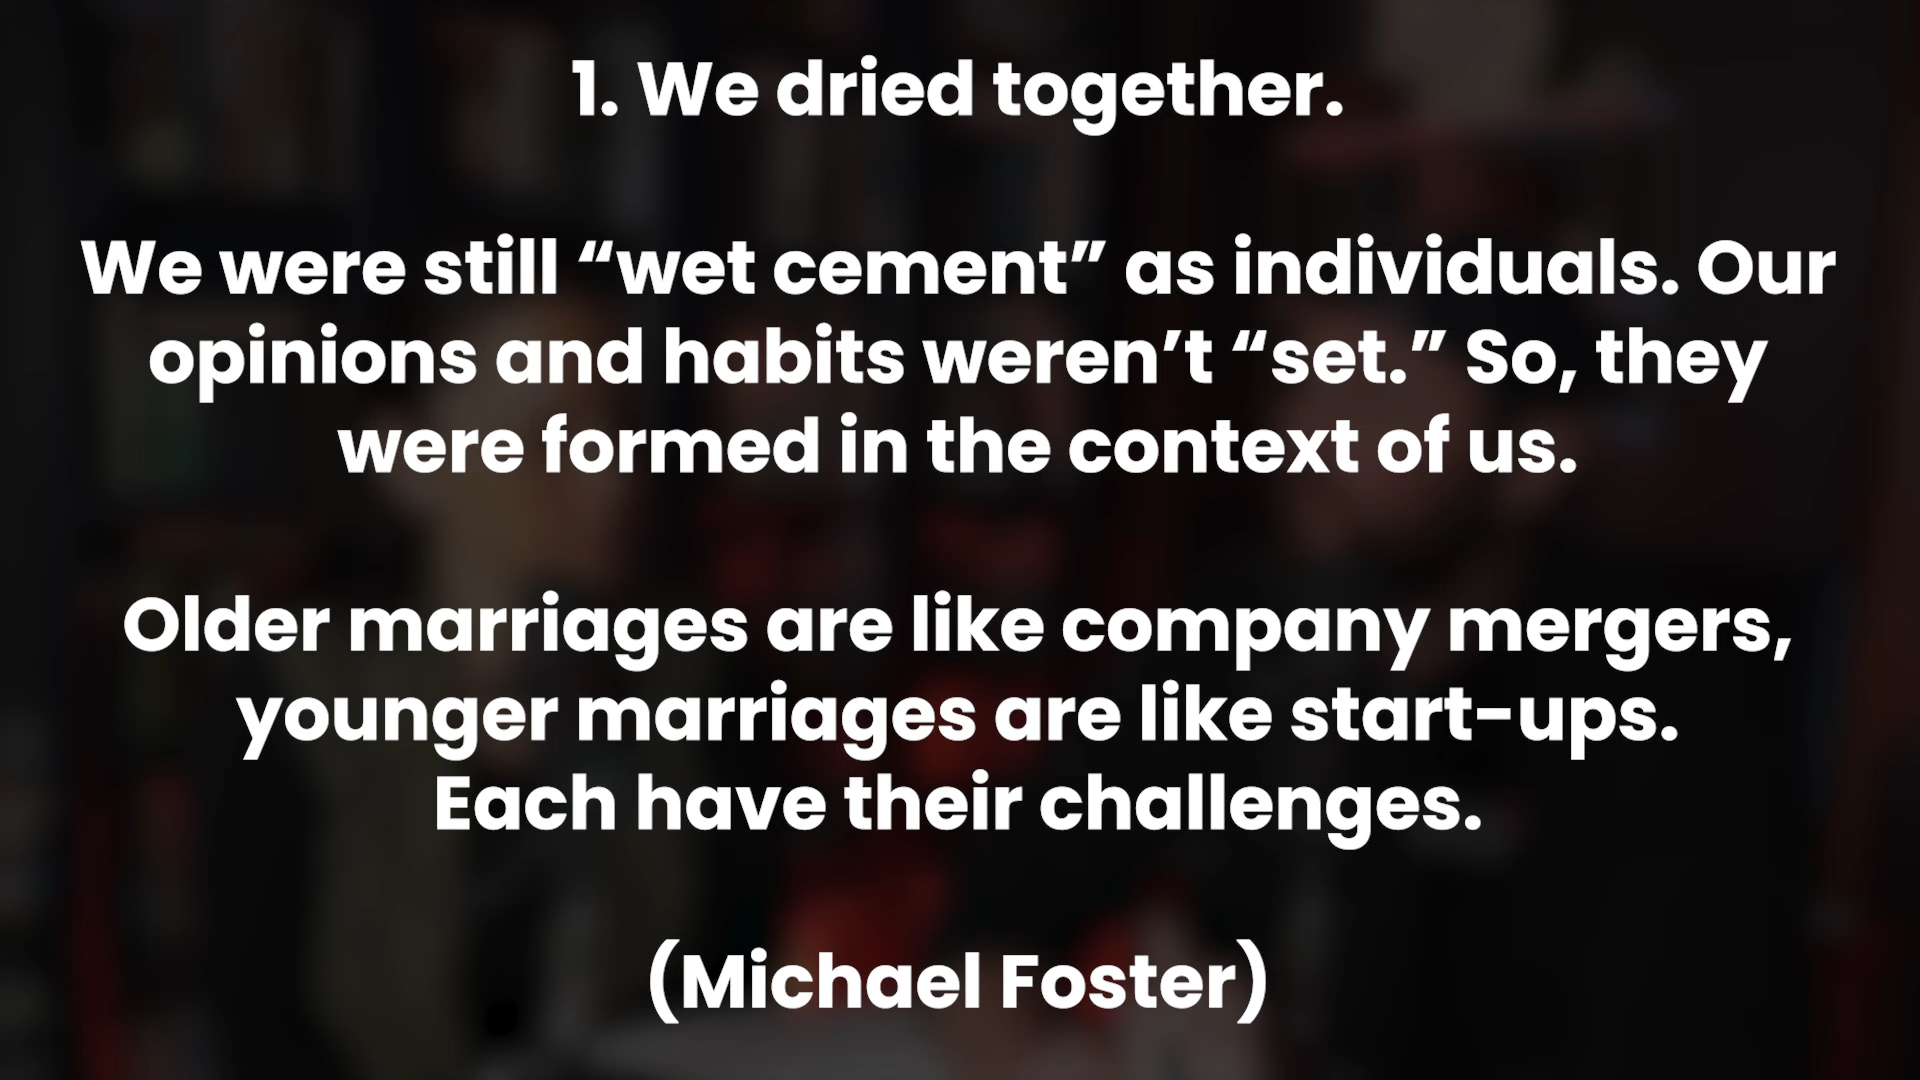 1. We dried together.
We were still “wet cement” as individuals. Our
opinions and habits weren’t “set.” So, they
were formed in the context of us.
Older marriages are like company mergers,
younger marriages are like start-ups.
Each have their challenges.
(Michael Foster)